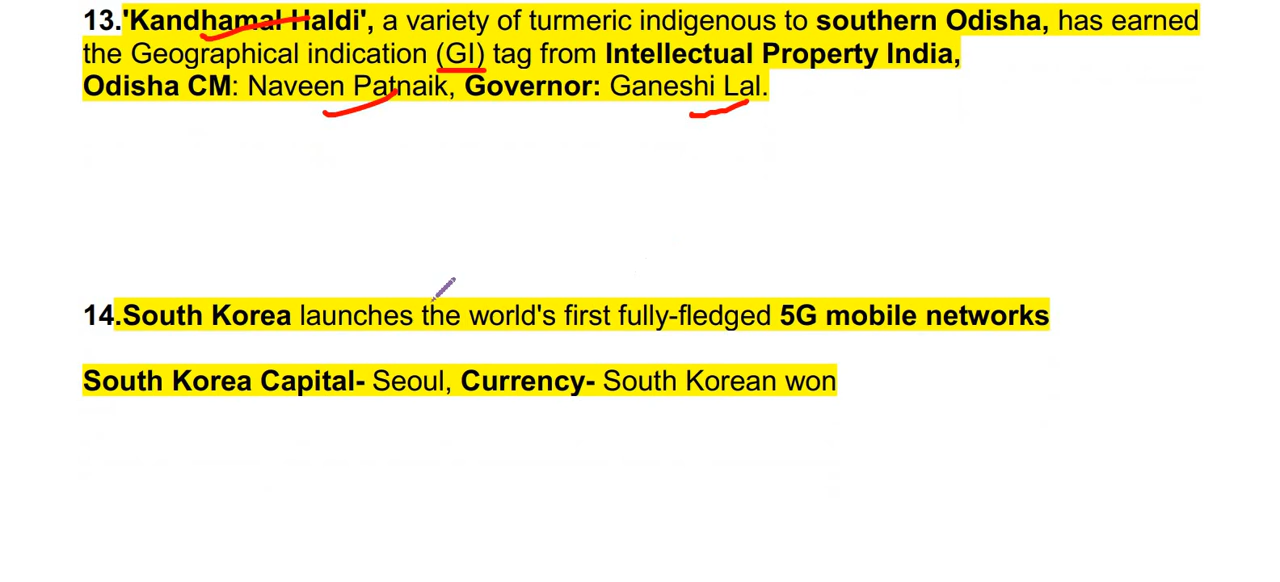 13.'Kandhamal Haldi', a variety of turmeric indigenous to southern Odisha, has earned
the Geographical indication (GI) tag from Intellectual Property India,
Odisha CM: Naveen Patnaik, Governor: Ganeshi Lal.
14.South Korea launches the world's first fully-fledged 5G mobile networks
South Korea Capital- Seoul, Currency- South Korean won